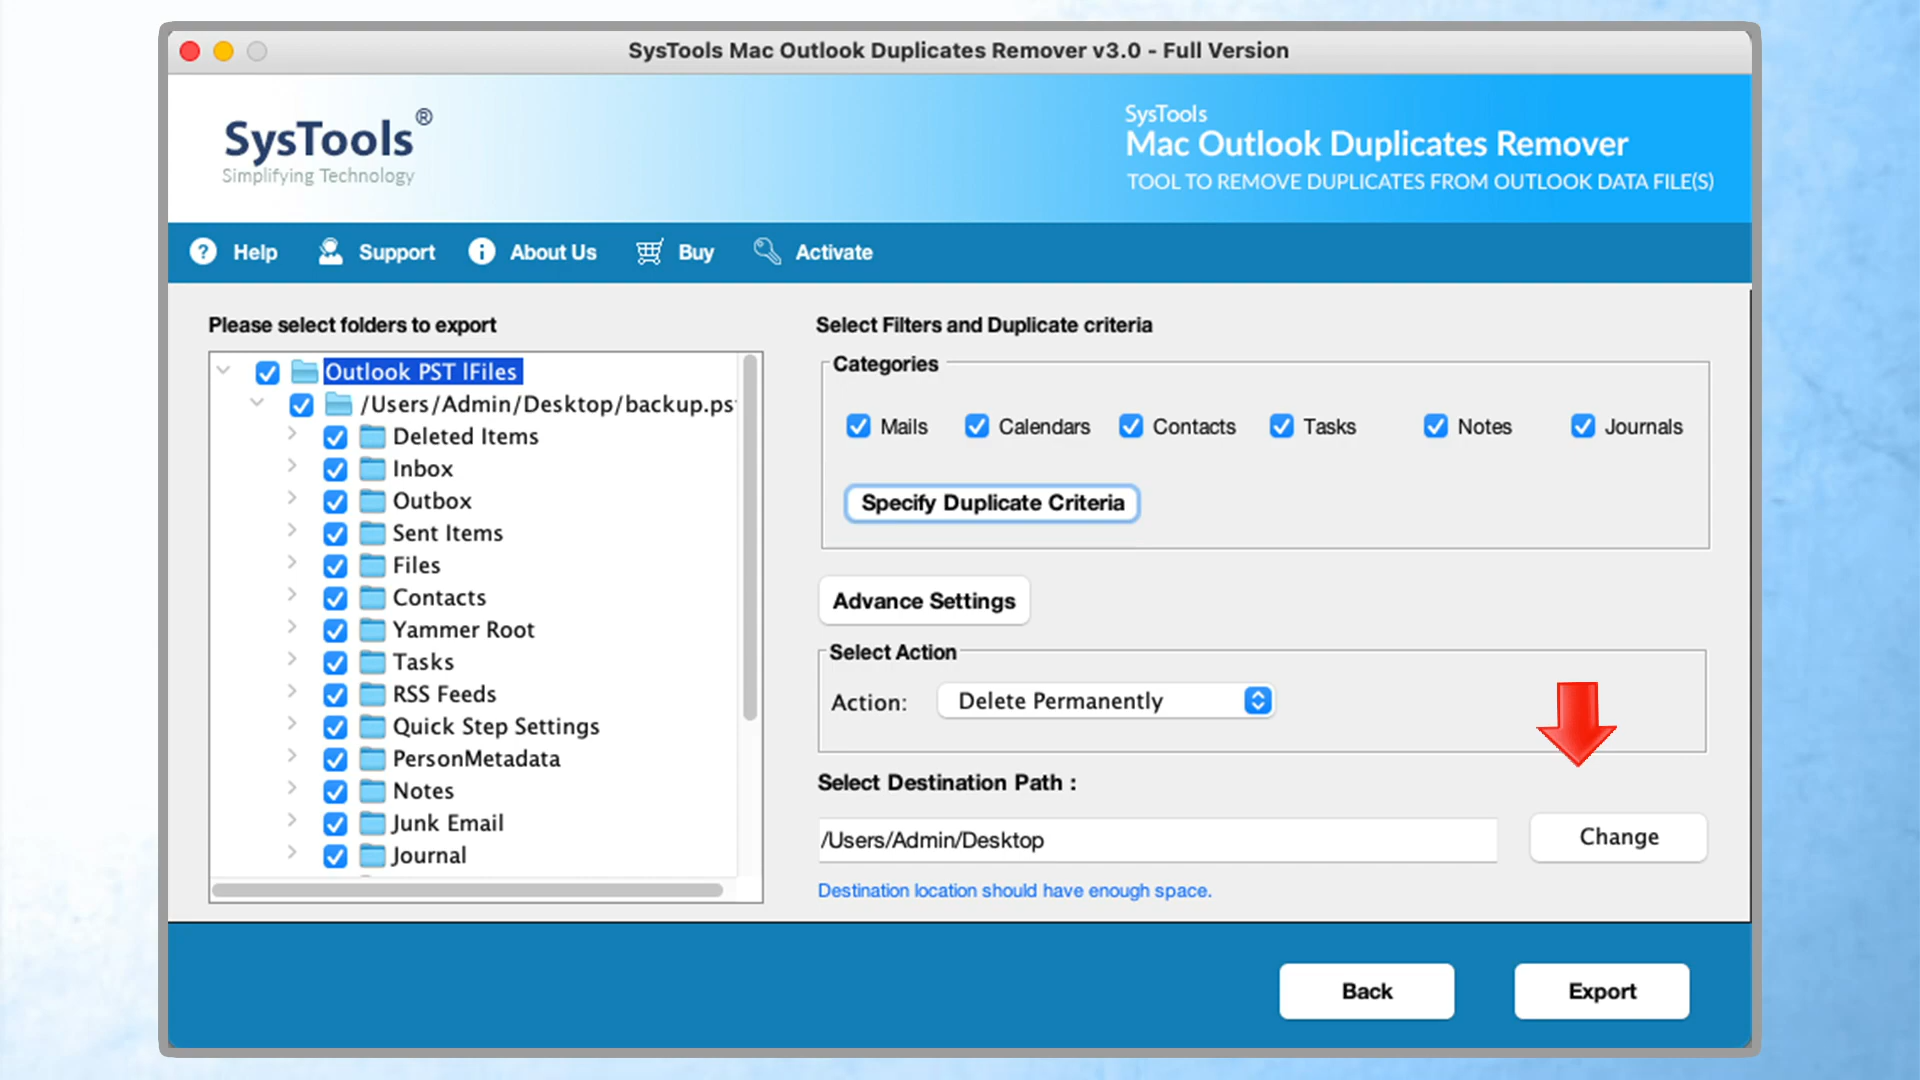 SysTools Mac Outlook Duplicates Remover v3.0 - Full Version
SysTools®
Simplifying Technology
SysTools
Mac Outlook Duplicates Remover
TOOL TO REMOVE DUPLICATES FROM OUTLOOK DATA FILE(S)
? Help Support i About Us Buy Activate
Please select folders to export
Outlook PST lFiles
/Users/Admin/Desktop/backup.ps
Deleted Items
Inbox
Outbox
Sent Items
Files
Contacts
Yammer Root
Tasks
RSS Feeds
Quick Step Settings
PersonMetadata
Notes
Junk Email
Journal
Select Filters and Duplicate criteria
Categories
Mails Calendars Contacts Tasks Notes Journals
Specify Duplicate Criteria
Advance Settings
Select Action
Action: Delete Permanently
Select Destination Path :
/Users/Admin/Desktop
Change
Destination location should have enough space.
Back Export